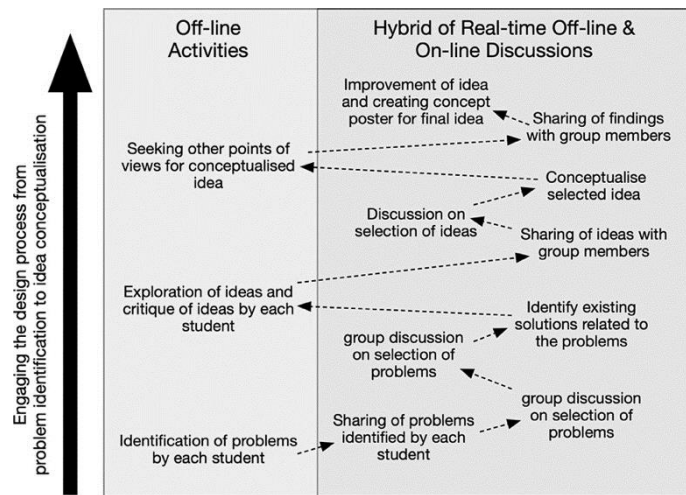 Off-line
Activities
Hybrid of Real-time Off-line &
On-line Discussions
Engaging the design process from
problem identification to idea conceptualisation
Improvement of idea
and creating concept
poster for final idea
Sharing of findings
with group members
Seeking other points of
views for conceptualised
idea
Conceptualise
selected idea
Discussion on
selection of ideas
Sharing of ideas with
group members
Exploration of ideas and
critique of ideas by each
student
Identify existing
solutions related to
the problems
group discussion
on selection of
problems
group discussion
on selection of
problems
Sharing of problems
identified by each
student
Identification of problems
by each student